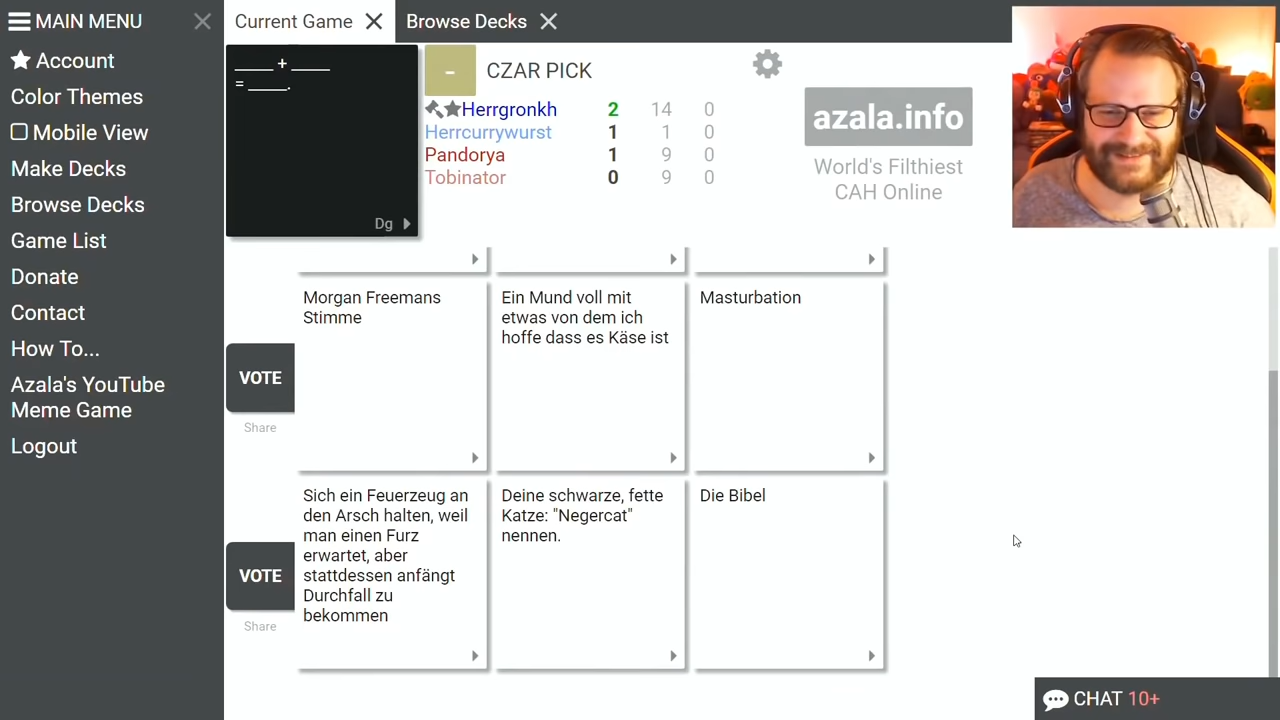 MAIN MENU
Current Game
Browse Decks
Account
Color Themes
Mobile View
Make Decks
Browse Decks
Game List
Donate
Contact
How To...
Azala's YouTube
Meme Game
Logout
_____ + _____
= _____.
Dg
-
CZAR PICK
Herrgronkh 2 14 0
Herrcurrywurst 1 1 0
Pandorya 1 9 0
Tobinator 0 9 0
azala.info
World's Filthiest
CAH Online
VOTE
Share
Morgan Freemans
Stimme
Ein Mund voll mit
etwas von dem ich
hoffe dass es Käse ist
Masturbation
VOTE
Share
Sich ein Feuerzeug an
den Arsch halten, weil
man einen Furz
erwartet, aber
stattdessen anfängt
Durchfall zu
bekommen
Deine schwarze, fette
Katze: "Negercat"
nennen.
Die Bibel
CHAT 10+